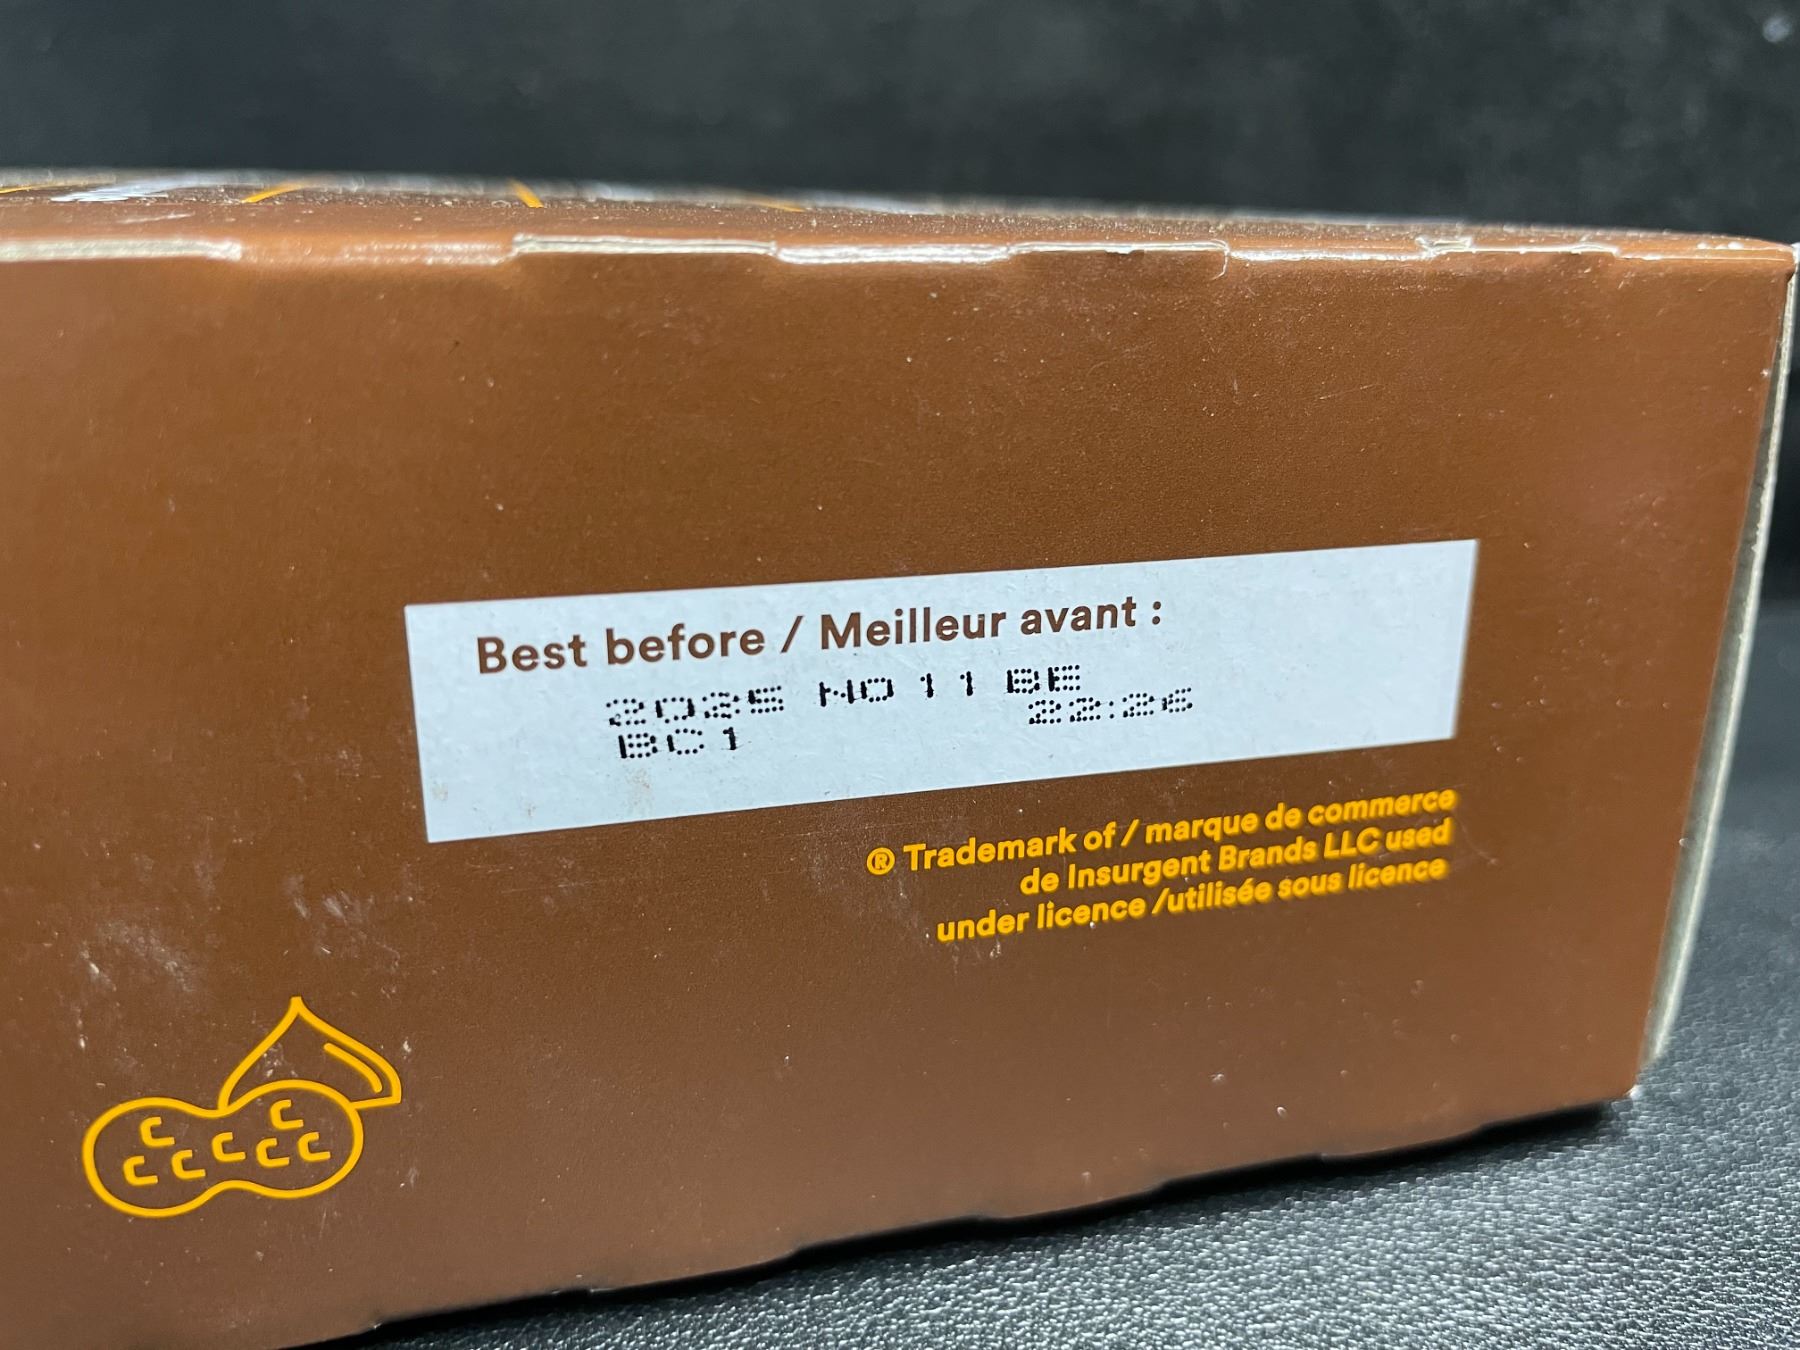 Best before / Meilleur avant :
2025 NO 11 BE
BC1 22:26
® Trademark of / marque de commerce
de Insurgent Brands LLC used
under licence /utilisée sous licence